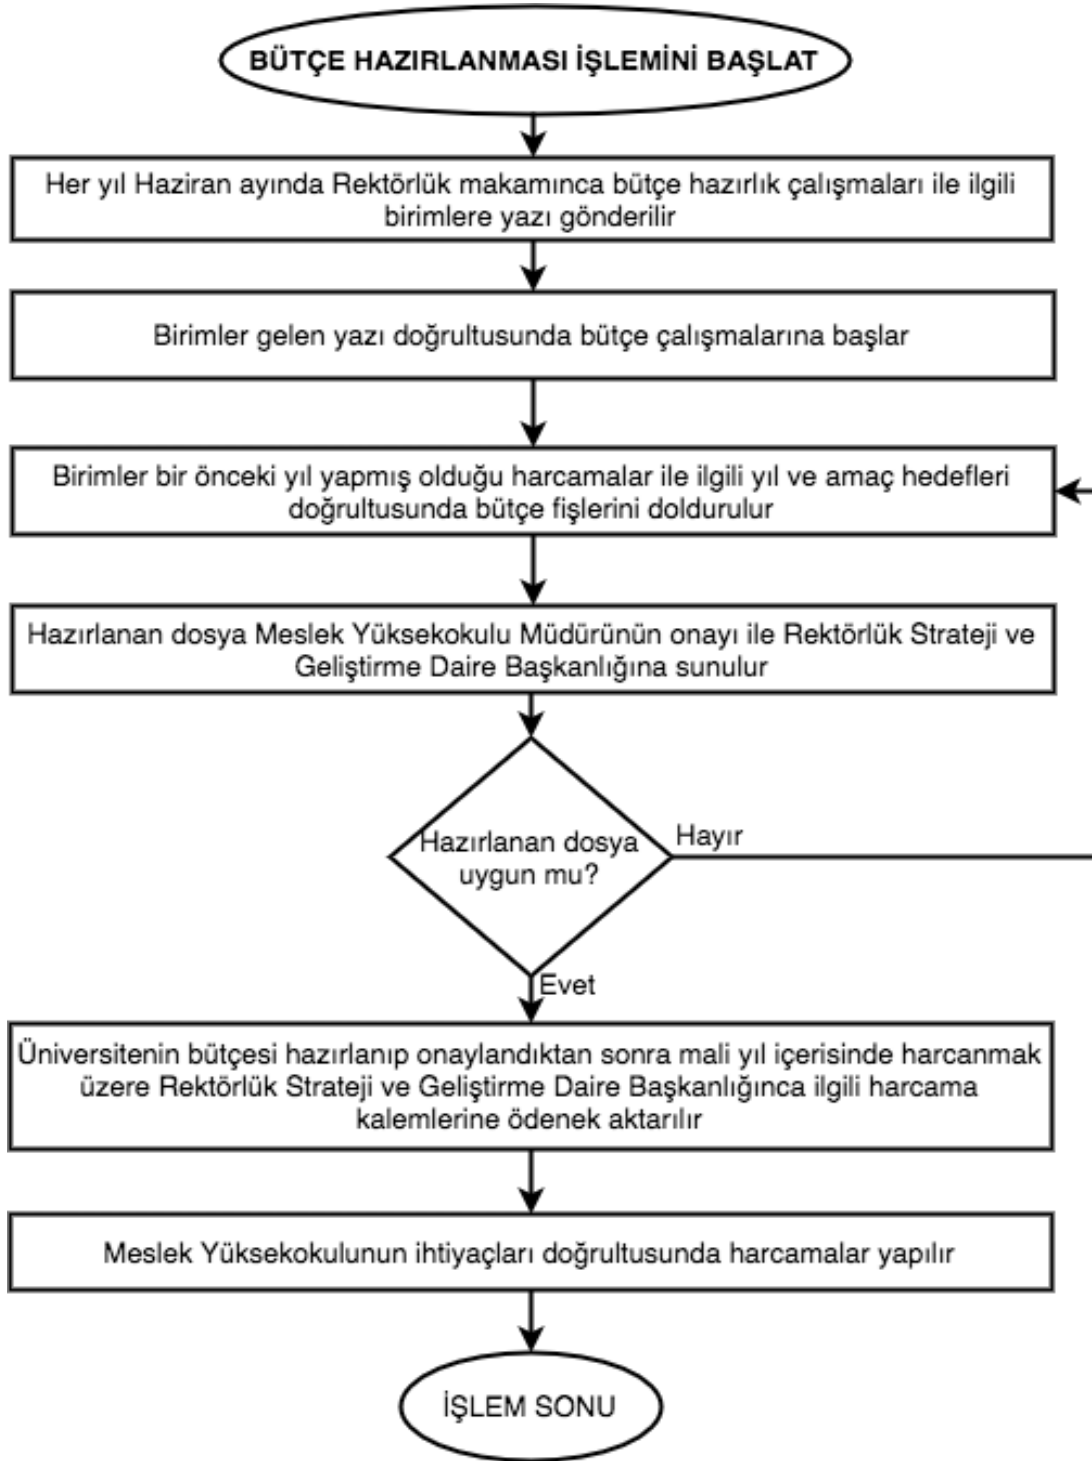 BÜTÇE HAZIRLANMASI İŞLEMİNİ BAŞLAT
Her yıl Haziran ayında Rektörlük makamınca bütçe hazırlık çalışmaları ile ilgili
birimlere yazı gönderilir
Birimler gelen yazı doğrultusunda bütçe çalışmalarına başlar
Birimler bir önceki yıl yapmış olduğu harcamalar ile ilgili yıl ve amaç hedefleri
doğrultusunda bütçe fişlerini doldurulur
Hazırlanan dosya Meslek Yüksekokulu Müdürünün onayı ile Rektörlük Strateji ve
Geliştirme Daire Başkanlığına sunulur
Hazırlanan dosya
uygun mu?
Hayır
Evet
Üniversitenin bütçesi hazırlanıp onaylandıktan sonra mali yıl içerisinde harcanmak
üzere Rektörlük Strateji ve Geliştirme Daire Başkanlığınca ilgili harcama
kalemlerine ödenek aktarılır
Meslek Yüksekokulunun ihtiyaçları doğrultusunda harcamalar yapılır
İŞLEM SONU